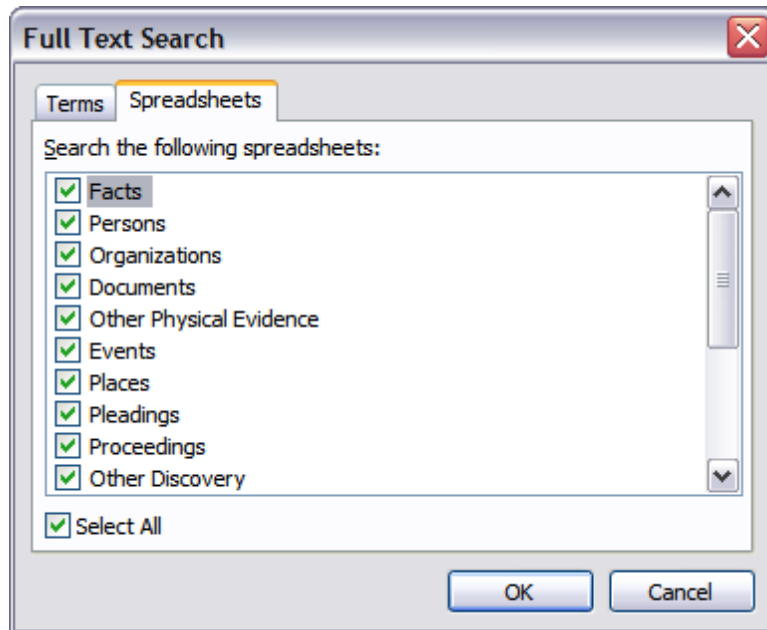 Full Text Search
Terms Spreadsheets
Search the following spreadsheets:
Facts
Persons
Organizations
Documents
Other Physical Evidence
Events
Places
Pleadings
Proceedings
Other Discovery
Select All
OK Cancel